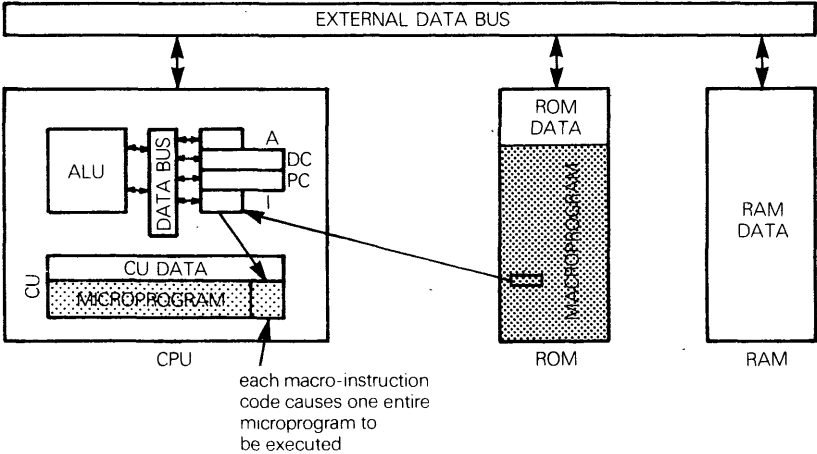 EXTERNAL DATA BUS
ROM
DATA
ALU
DATA BUS
A
DC
PC
I
MACROPROGRAM
RAM
DATA
CU
CU DATA
MICROPROGRAM
CPU
ROM
RAM
each macro-instruction
code causes one entire
microprogram to
be executed